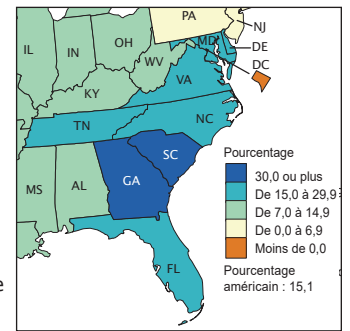 PA
NJ
OH
MD
DE
IL
IN
WV
DC
VA
KY
NC
TN
SC
MS
AL
GA
FL
Pourcentage
30,0 ou plus
De 15,0 à 29,9
De 7,0 à 14,9
De 0,0 à 6,9
Moins de 0,0
Pourcentage
américain : 15,1
e